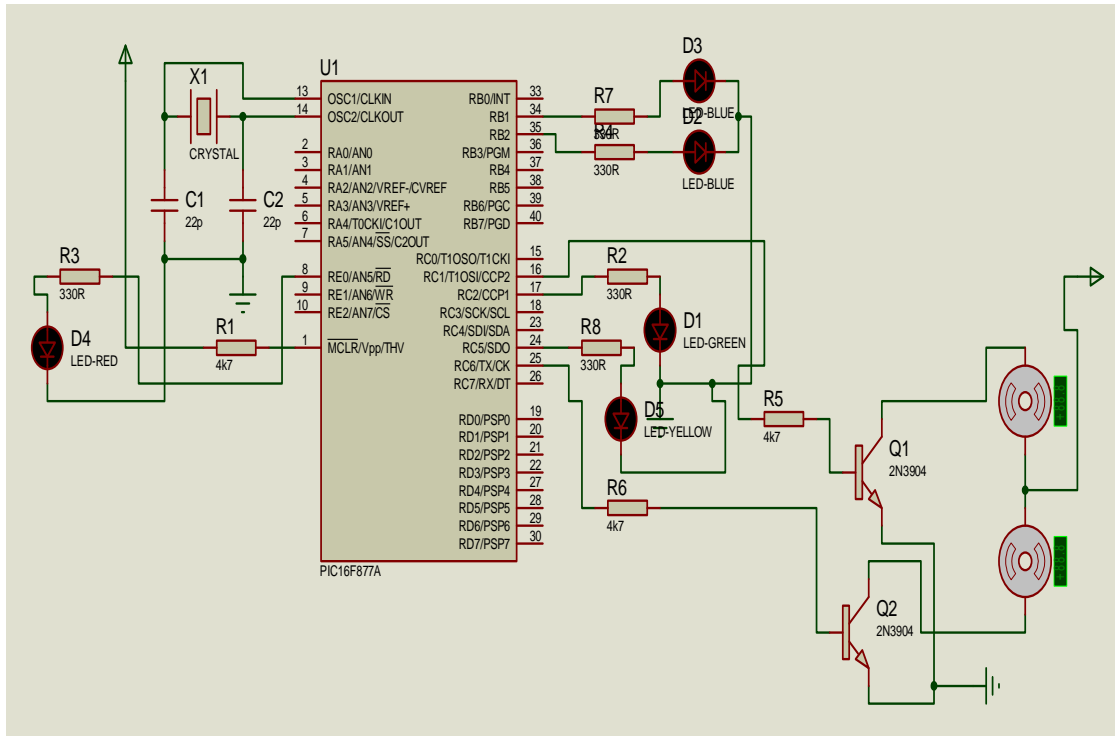 U1
X1
CRYSTAL
C1
22p
C2
22p
R3
330R
D4
LED-RED
R1
4k7
13
14
2
3
4
5
6
7
8
9
10
1
OSC1/CLKIN
OSC2/CLKOUT
RA0/AN0
RA1/AN1
RA2/AN2/VREF-/CVREF
RA3/AN3/VREF+
RA4/T0CKI/C1OUT
RA5/AN4/SS/C2OUT
RE0/AN5/RD
RE1/AN6/WR
RE2/AN7/CS
MCLR/Vpp/THV
RB0/INT
RB1
RB2
RB3/PGM
RB4
RB5
RB6/PGC
RB7/PGD
RC0/T1OSO/T1CKI
RC1/T1OSI/CCP2
RC2/CCP1
RC3/SCK/SCL
RC4/SDI/SDA
RC5/SDO
RC6/TX/CK
RC7/RX/DT
RD0/PSP0
RD1/PSP1
RD2/PSP2
RD3/PSP3
RD4/PSP4
RD5/PSP5
RD6/PSP6
RD7/PSP7
33
34
35
36
37
38
39
40
15
16
17
18
23
24
25
26
19
20
21
22
27
28
29
30
PIC16F877A
D3
LED-BLUE
R7
330R
D2
LED-BLUE
R4
330R
R2
330R
D1
LED-GREEN
R8
330R
D5
LED-YELLOW
R5
4k7
R6
4k7
Q1
2N3904
Q2
2N3904